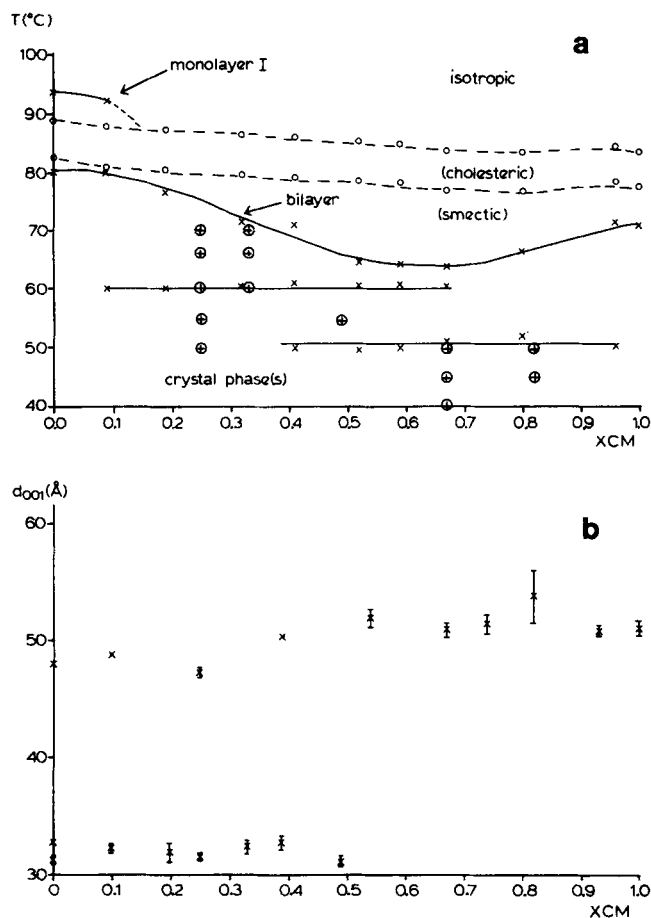 T(°C)
a
100
monolayer I
isotropic
90
80
(cholesteric)
bilayer
(smectic)
70
60
50
crystal phase(s)
40
0.0 0.1 0.2 0.3 0.4 0.5 0.6 0.7 0.8 0.9 1.0
XCM
d001(Å)
b
60
50
40
30
0 0.1 0.2 0.3 0.4 0.5 0.6 0.7 0.8 0.9 1.0
XCM